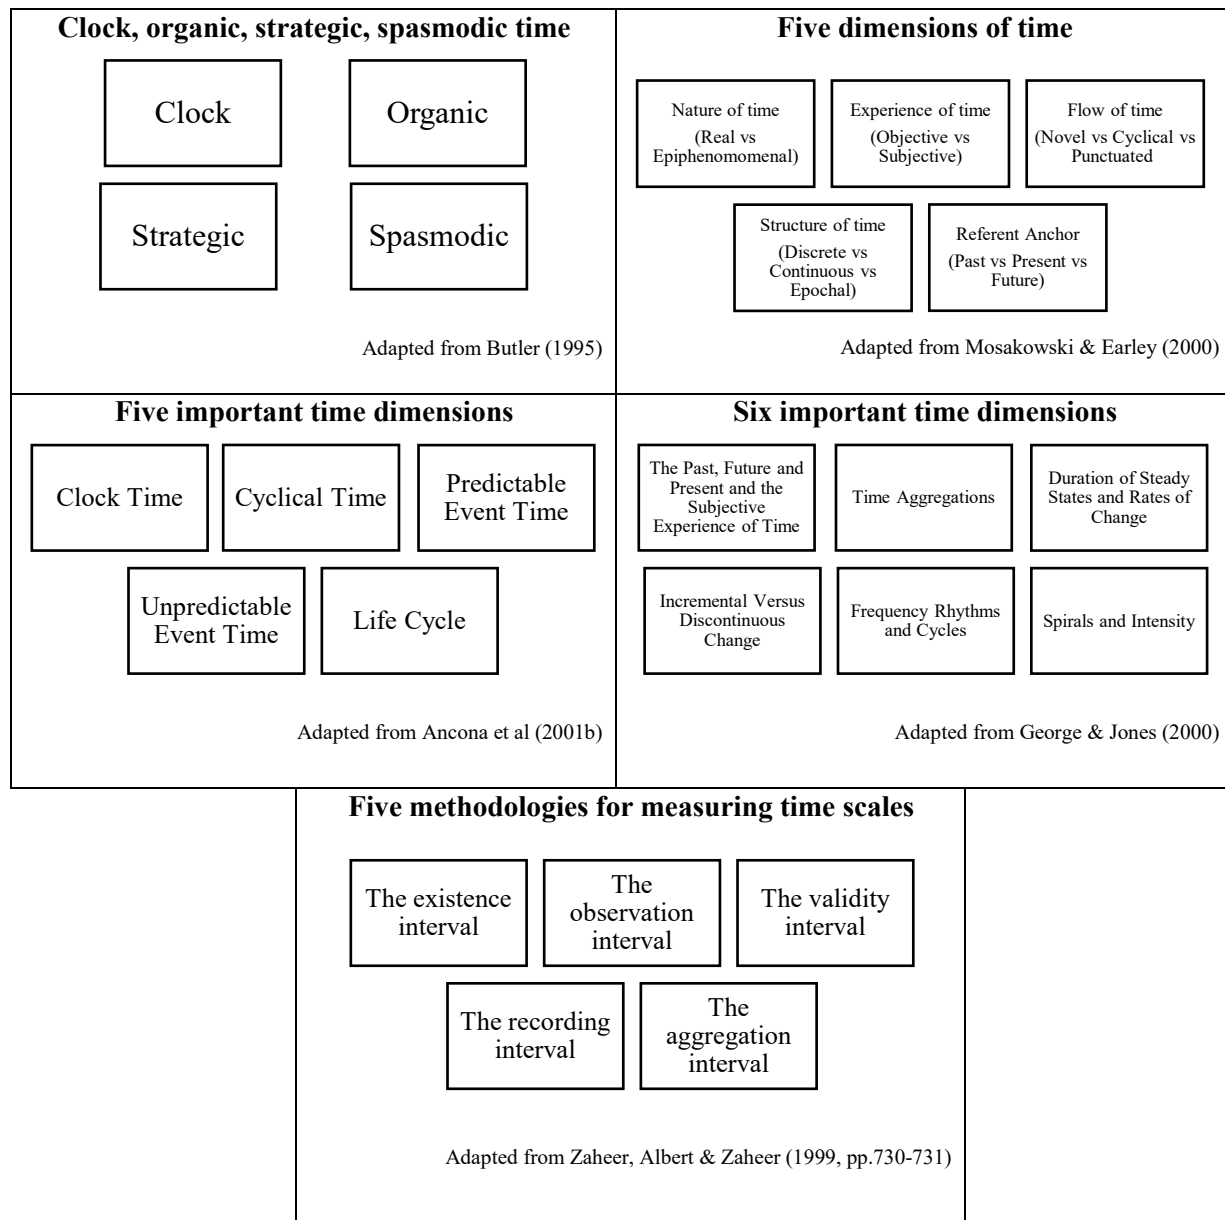 Clock, organic, strategic, spasmodic time
Clock
Organic
Strategic
Spasmodic
Adapted from Butler (1995)
Five dimensions of time
Nature of time
(Real vs
Epiphenomomenal)
Experience of time
(Objective vs
Subjective)
Flow of time
(Novel vs Cyclical vs
Punctuated
Structure of time
(Discrete vs
Continuous vs
Epochal)
Referent Anchor
(Past vs Present vs
Future)
Adapted from Mosakowski & Earley (2000)
Five important time dimensions
Clock Time
Cyclical Time
Predictable
Event Time
Unpredictable
Event Time
Life Cycle
Adapted from Ancona et al (2001b)
Six important time dimensions
The Past, Future and
Present and the
Subjective
Experience of Time
Time Aggregations
Duration of Steady
States and Rates of
Change
Incremental Versus
Discontinuous
Change
Frequency Rhythms
and Cycles
Spirals and Intensity
Adapted from George & Jones (2000)
Five methodologies for measuring time scales
The existence
interval
The
observation
interval
The validity
interval
The recording
interval
The
aggregation
interval
Adapted from Zaheer, Albert & Zaheer (1999, pp.730-731)